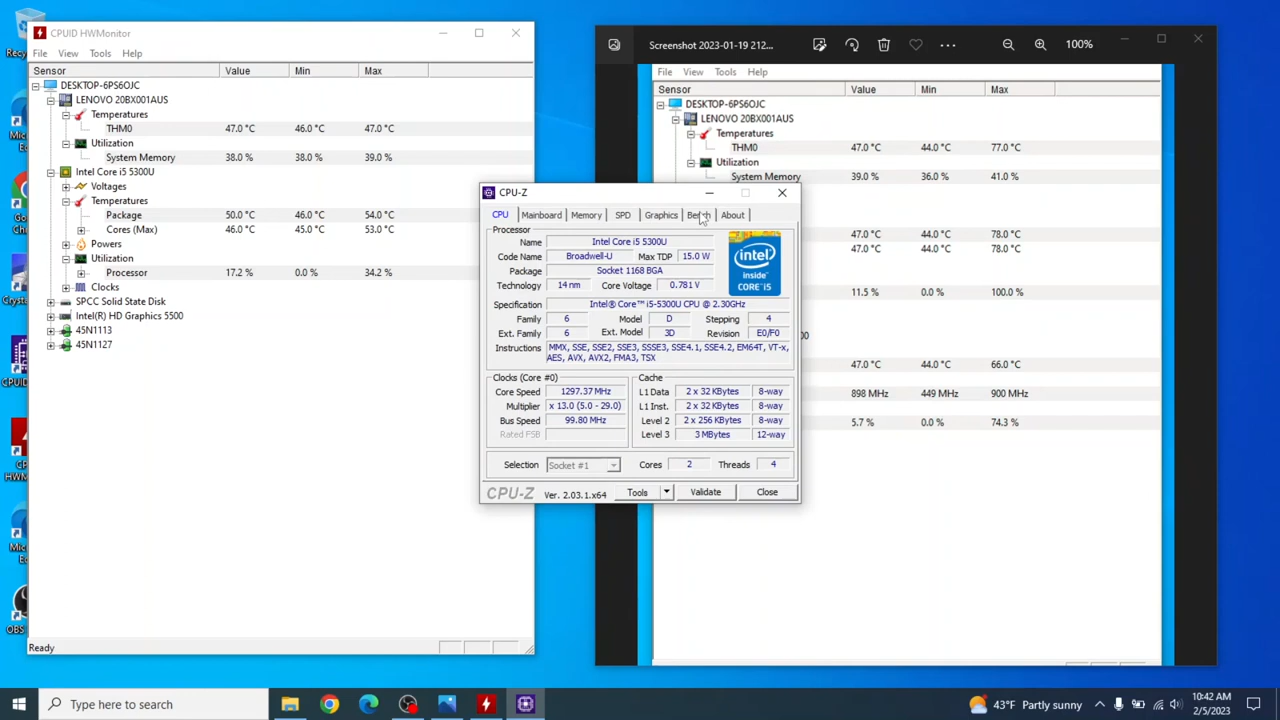 Recy
CPUID HWMonitor
File View Tools Help
Sensor Value Min Max
DESKTOP-6PS6OJC
LENOVO 20BX001AUS
Temperatures
THM0 47.0 °C 46.0 °C 47.0 °C
Utilization
System Memory 38.0 % 38.0 % 39.0 %
Intel Core i5 5300U
Voltages
Temperatures
Package 50.0 °C 46.0 °C 54.0 °C
Cores (Max) 46.0 °C 45.0 °C 53.0 °C
Powers
Utilization
Processor 17.2 % 0.0 % 34.2 %
Clocks
SPCC Solid State Disk
Intel(R) HD Graphics 5500
45N1113
45N1127
Ready
Mic
E
Go
Ch
Cryst
CPUID
CPU
HWM
Mic
E
OBS
Screenshot 2023-01-19 212... 100%
File View Tools Help
Sensor Value Min Max
DESKTOP-6PS6OJC
LENOVO 20BX001AUS
Temperatures
THM0 47.0 °C 44.0 °C 77.0 °C
Utilization
System Memory 39.0 % 36.0 % 41.0 %
44.0 °C 78.0 °C
47.0 °C 44.0 °C 78.0 °C
11.5 % 0.0 % 100.0 %
00
47.0 °C 44.0 °C 66.0 °C
898 MHz 449 MHz 900 MHz
5.7 % 0.0 % 74.3 %
CPU-Z
CPU Mainboard Memory SPD Graphics Bench About
Processor
Name Intel Core i5 5300U
Code Name Broadwell-U Max TDP 15.0 W
Package Socket 1168 BGA
Technology 14 nm Core Voltage 0.781 V
intel
inside™
CORE i5
Specification Intel® Core™ i5-5300U CPU @ 2.30GHz
Family 6 Model D Stepping 4
Ext. Family 6 Ext. Model 3D Revision E0/F0
Instructions MMX, SSE, SSE2, SSE3, SSSE3, SSE4.1, SSE4.2, EM64T, VT-x,
AES, AVX, AVX2, FMA3, TSX
Clocks (Core #0)
Core Speed 1297.37 MHz
Multiplier x 13.0 (5.0 - 29.0)
Bus Speed 99.80 MHz
Rated FSB
Cache
L1 Data 2 x 32 KBytes 8-way
L1 Inst. 2 x 32 KBytes 8-way
Level 2 2 x 256 KBytes 8-way
Level 3 3 MBytes 12-way
Selection Socket #1 Cores 2 Threads 4
CPU-Z Ver. 2.03.1.x64 Tools Validate Close
Type here to search
43°F Partly sunny
10:42 AM
2/5/2023